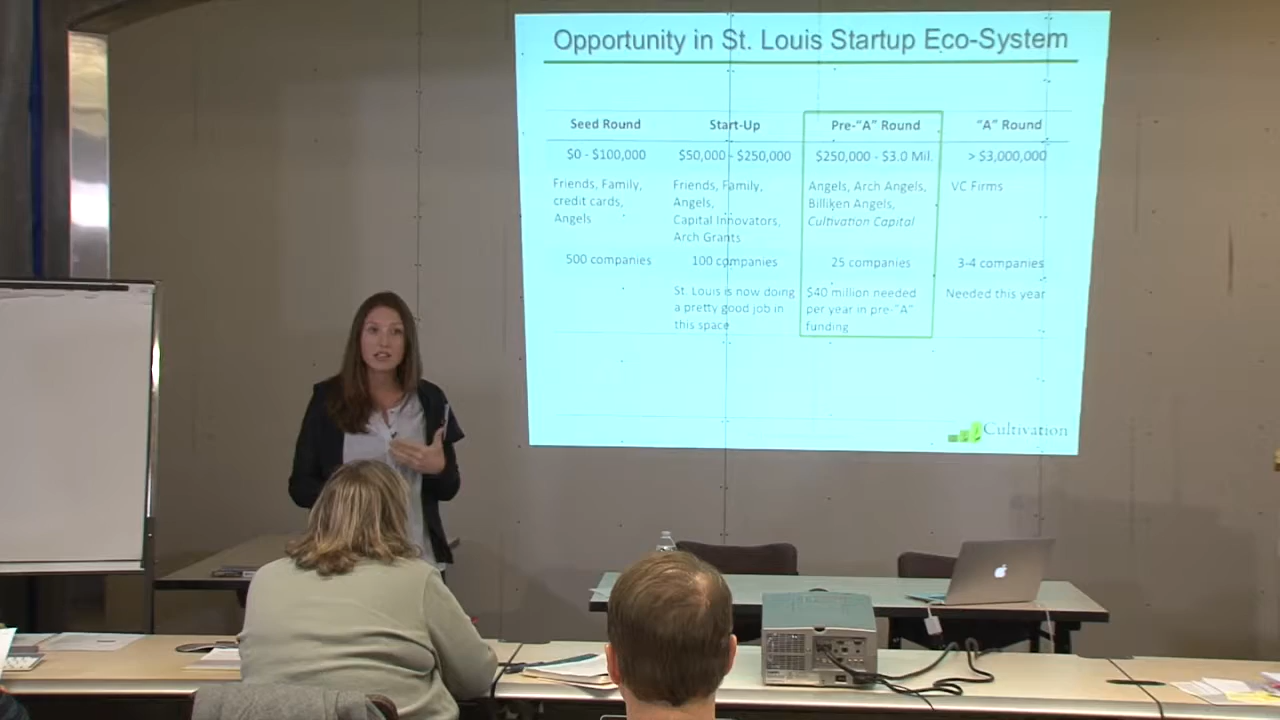 Opportunity in St. Louis Startup Eco-System
Seed Round
Start-Up
Pre-“A” Round
“A” Round
$0 - $100,000
$50,000 - $250,000
$250,000 - $3.0 Mil.
> $3,000,000
Friends, Family,
credit cards,
Angels
Friends, Family,
Angels,
Capital Innovators,
Arch Grants
Angels, Arch Angels,
Billiken Angels,
Cultivation Capital
VC Firms
500 companies
100 companies
25 companies
3-4 companies
St. Louis is now doing
a pretty good job in
this space
$40 million needed
per year in pre-“A”
funding
Needed this year
Cultivation